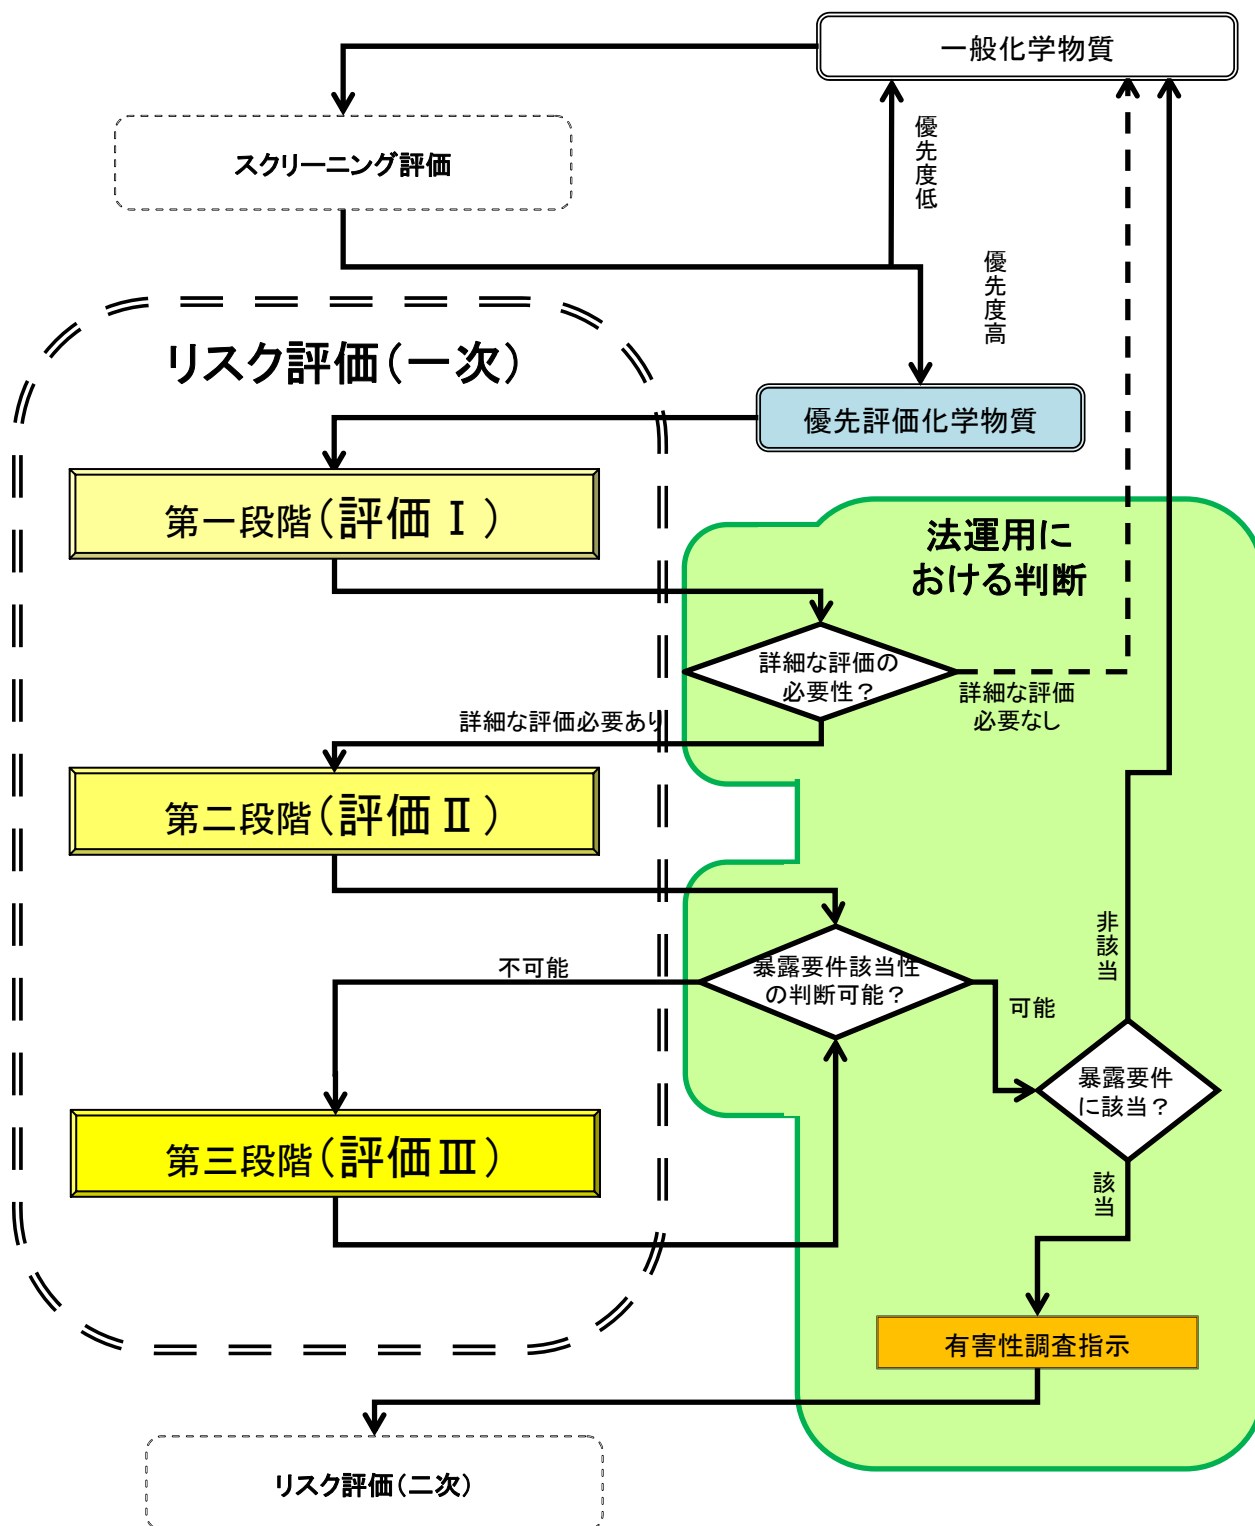 一般化学物質
スクリーニング評価
優先度低
優先度高
リスク評価（一次）
優先評価化学物質
第一段階（評価Ⅰ）
法運用に
おける判断
詳細な評価の
必要性？
詳細な評価
必要なし
詳細な評価必要あり
第二段階（評価Ⅱ）
非該当
不可能
暴露要件該当性
の判断可能？
可能
暴露要件
に該当？
第三段階（評価Ⅲ）
該当
有害性調査指示
リスク評価（二次）